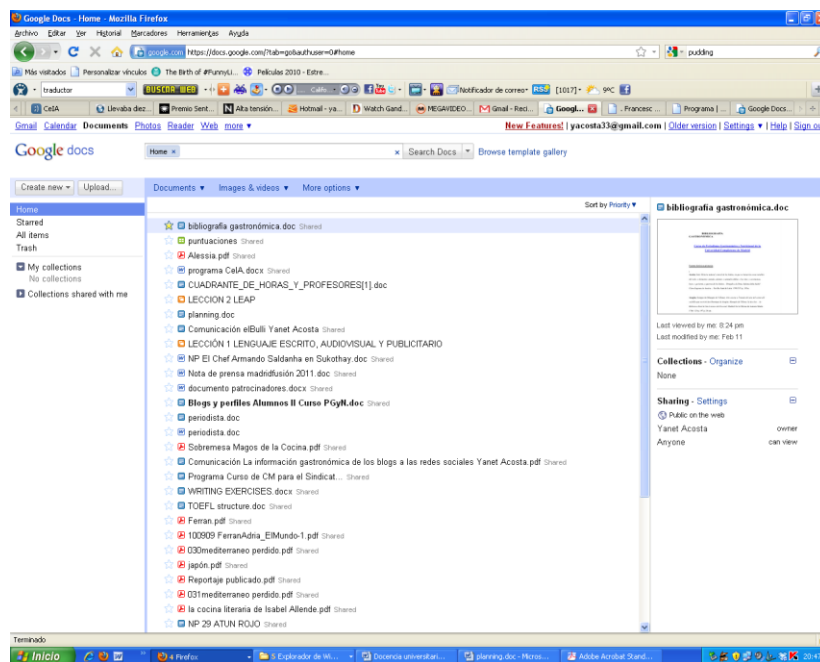 Google Docs - Home - Mozilla Firefox
Archivo Editar Ver Historial Marcadores Herramientas Ayuda
google.com https://docs.google.com/?tab=gobauthuser=0#home pudding
Más visitados Personalizar vínculos The Birth of #FunnyLi... Películas 2010 - Estre...
traductor BUSCAR WEB Notificador de correo RSS [1017] 9ºC
CeIA Llevaba diez... Premio Sent... Alta tensión... Hotmail - ya... Watch Gand... MEGAVIDEO... Gmail - Reci... Googl... . Francesc ... Programa | ... Google Docs...
Gmail Calendar Documents Photos Reader Web more ▼ New Features! | yacosta33@gmail.com | Older version | Settings ▼ | Help | Sign ou
Google docs Home × × Search Docs Browse template gallery
Create new Upload... Documents ▼ Images & videos ▼ More options ▼
Sort by Priority ▼
Home
Starred
All items
Trash
My collections
No collections
Collections shared with me
bibliografía gastronómica.doc Shared
puntuaciones Shared
Alessia.pdf Shared
programa CeIA.docx Shared
CUADRANTE_DE_HORAS_Y_PROFESORES[1].doc
LECCION 2 LEAP
planning.doc
Comunicación elBulli Yanet Acosta Shared
LECCIÓN 1 LENGUAJE ESCRITO, AUDIOVISUAL Y PUBLICITARIO
NP El Chef Armando Saldanha en Sukothay.doc Shared
Nota de prensa madridfusión 2011.doc Shared
documento patrocinadores.docx Shared
Blogs y perfiles Alumnos II Curso PGyN.doc Shared
periodista.doc
periodista.doc
Sobremesa Magos de la Cocina.pdf Shared
Comunicación La información gastronómica de los blogs a las redes sociales Yanet Acosta.pdf Shared
Programa Curso de CM para el Sindicat... Shared
WRITING EXERCISES.docx Shared
TOEFL structure.doc Shared
Ferran.pdf Shared
100909 FerranAdria_ElMundo-1.pdf Shared
030mediterraneo perdido.pdf Shared
japón.pdf Shared
Reportaje publicado.pdf Shared
031mediterraneo perdido.pdf Shared
la cocina literaria de Isabel Allende.pdf Shared
NP 29 ATUN ROJO Shared
bibliografía gastronómica.doc
Last viewed by me: 8:24 pm
Last modified by me: Feb 11
Collections - Organize
None
Sharing - Settings
Public on the web
Yanet Acosta owner
Anyone can view
Terminado
Inicio 4 Firefox 5 Explorador de Wi... Docencia universitari... planning.doc - Micros... Adobe Acrobat Stand... 20:47